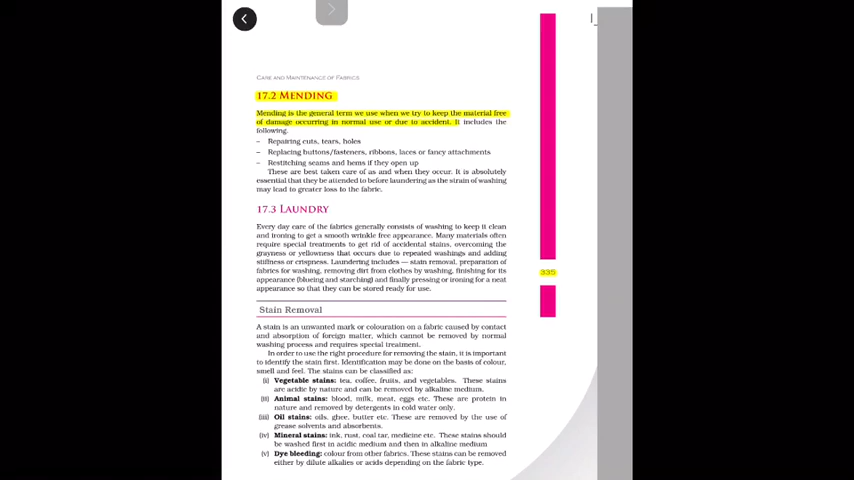 CARE AND MAINTENANCE OF FABRICS
17.2 MENDING
Mending is the general term we use when we try to keep the material free
of damage occurring in normal use or due to accident. It includes the
following.
– Repairing cuts, tears, holes
– Replacing buttons/fasteners, ribbons, laces or fancy attachments
– Restitching seams and hems if they open up
These are best taken care of as and when they occur. It is absolutely
essential that they be attended to before laundering as the strain of washing
may lead to greater loss to the fabric.
17.3 LAUNDRY
Every day care of the fabrics generally consists of washing to keep it clean
and ironing to get a smooth wrinkle free appearance. Many materials often
require special treatments to get rid of accidental stains, overcoming the
grayness or yellowness that occurs due to repeated washings and adding
stiffness or crispness. Laundering includes — stain removal, preparation of
fabrics for washing, removing dirt from clothes by washing, finishing for its
appearance (blueing and starching) and finally pressing or ironing for a neat
appearance so that they can be stored ready for use.
335
Stain Removal
A stain is an unwanted mark or colouration on a fabric caused by contact
and absorption of foreign matter, which cannot be removed by normal
washing process and requires special treatment.
In order to use the right procedure for removing the stain, it is important
to identify the stain first. Identification may be done on the basis of colour,
smell and feel. The stains can be classified as:
(i) Vegetable stains: tea, coffee, fruits, and vegetables. These stains
are acidic by nature and can be removed by alkaline medium.
(ii) Animal stains: blood, milk, meat, eggs etc. These are protein in
nature and removed by detergents in cold water only.
(iii) Oil stains: oils, ghee, butter etc. These are removed by the use of
grease solvents and absorbents.
(iv) Mineral stains: ink, rust, coal tar, medicine etc. These stains should
be washed first in acidic medium and then in alkaline medium
(v) Dye bleeding: colour from other fabrics. These stains can be removed
either by dilute alkalies or acids depending on the fabric type.